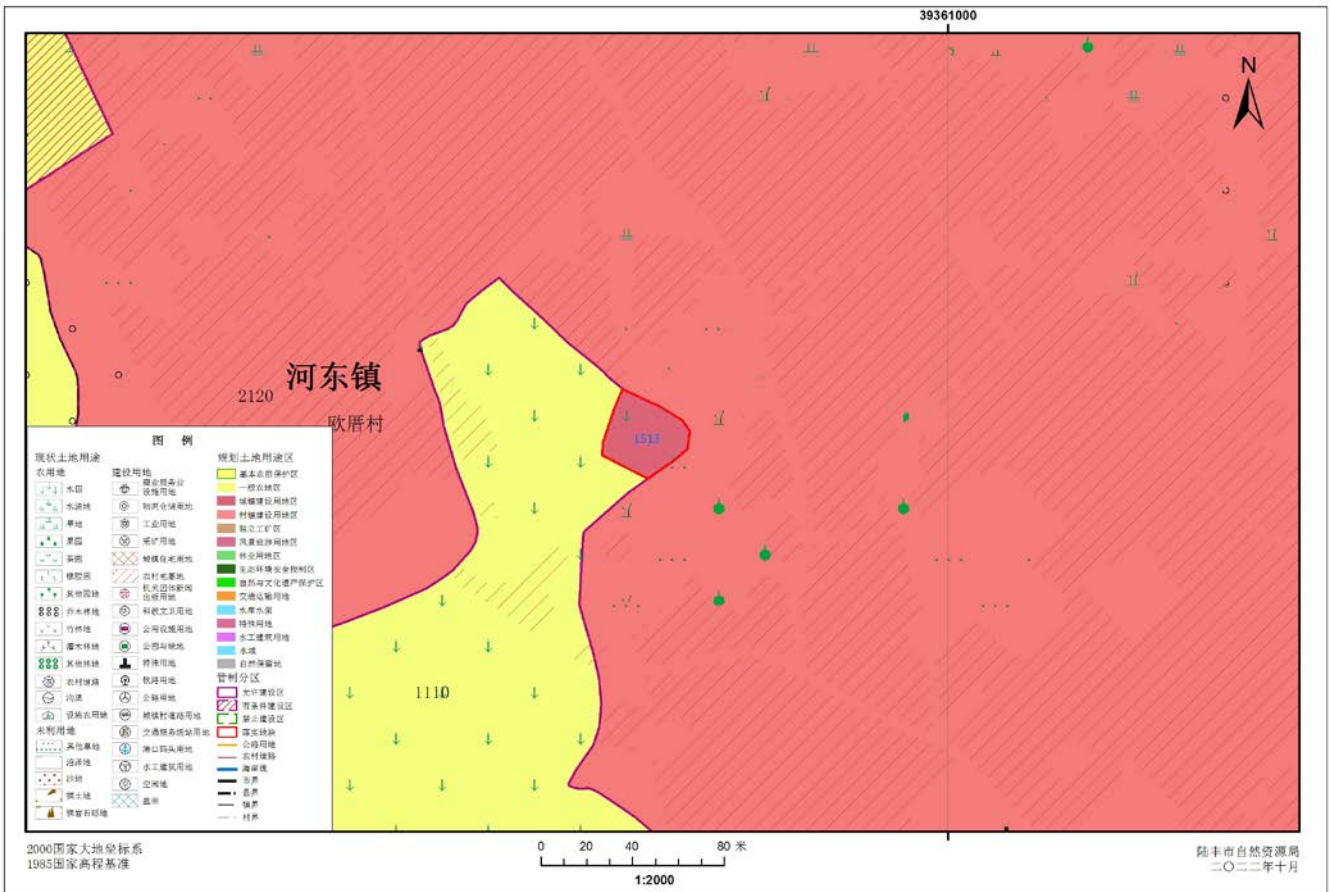 39361000
N
河东镇
2120
欧厝村
LS13
1110
图 例
现状土地用途
农用地
水田
水浇地
旱地
果园
茶园
橡胶园
其他园地
乔木林地
竹林地
灌木林地
其他林地
农村道路
沟渠
设施农用地
未利用地
其他草地
沼泽地
沙地
裸土地
裸岩石砾地
建设用地
商业服务业
设施用地
物流仓储用地
工业用地
采矿用地
城镇住宅用地
农村宅基地
机关团体新闻
出版用地
科教文卫用地
公用设施用地
公园与绿地
特殊用地
铁路用地
公路用地
城镇村道路用地
交通服务场站用地
港口码头用地
水工建筑用地
空闲地
盐田
规划土地用途区
基本农田保护区
一般农地区
城镇建设用地区
村镇建设用地区
独立工矿区
风景旅游用地区
林业用地区
生态环境安全控制区
自然与文化遗产保护区
交通运输用地
水库水面
特殊用地
水工建筑用地
水域
自然保留地
管制分区
允许建设区
有条件建设区
禁止建设区
落实地块
公路用地
农村道路
海岸线
市界
县界
镇界
村界
2000国家大地坐标系
1985国家高程基准
0 20 40 80 米
1:2000
陆丰市自然资源局
二〇二二年十月